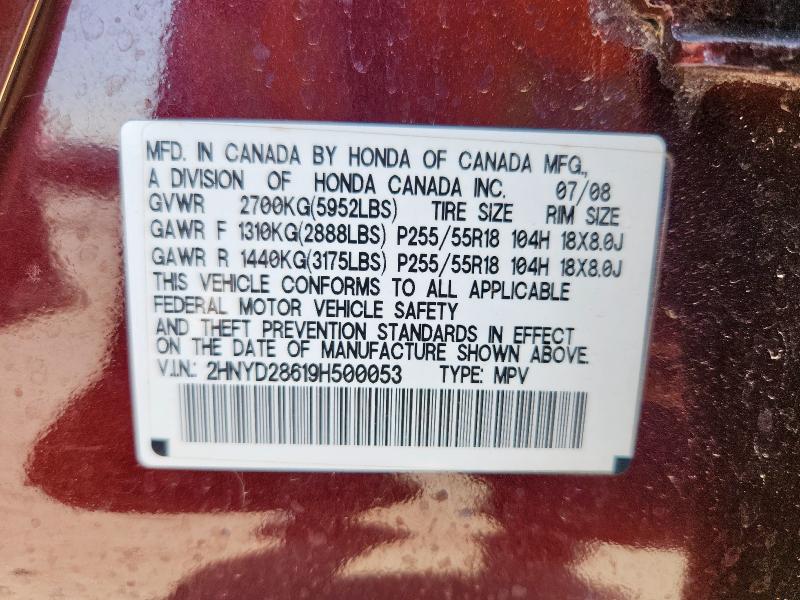 MFD. IN CANADA BY HONDA OF CANADA MFG.,
A DIVISION OF HONDA CANADA INC. 07/08
GVWR 2700KG(5952LBS) TIRE SIZE RIM SIZE
GAWR F 1310KG(2888LBS) P255/55R18 104H 18X8.0J
GAWR R 1440KG(3175LBS) P255/55R18 104H 18X8.0J
THIS VEHICLE CONFORMS TO ALL APPLICABLE
FEDERAL MOTOR VEHICLE SAFETY
AND THEFT PREVENTION STANDARDS IN EFFECT
ON THE DATE OF MANUFACTURE SHOWN ABOVE.
V.I.N.: 2HNYD28619H500053 TYPE: MPV